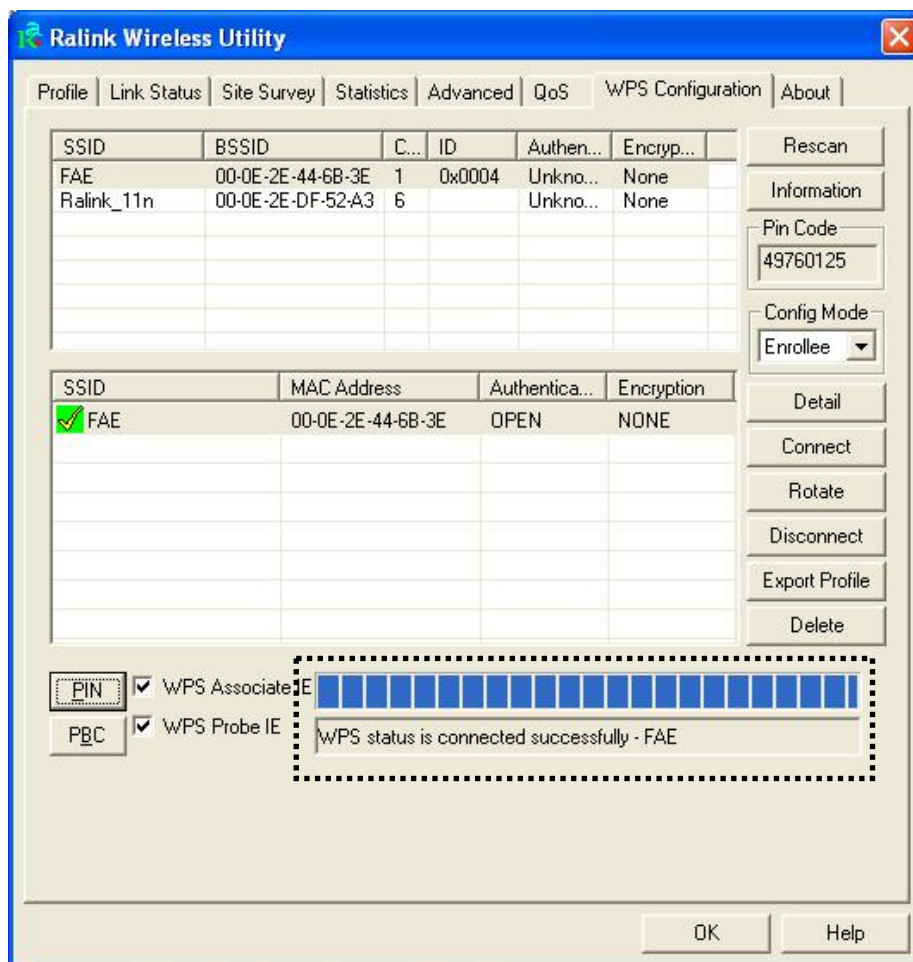 Ralink Wireless Utility
Profile Link Status Site Survey Statistics Advanced QoS WPS Configuration About
SSID BSSID C... ID Authen... Encryp...
FAE 00-0E-2E-44-6B-3E 1 0x0004 Unkno... None
Ralink_11n 00-0E-2E-DF-52-A3 6 Unkno... None
Rescan
Information
Pin Code
49760125
Config Mode
Enrollee
SSID MAC Address Authentica... Encryption
FAE 00-0E-2E-44-6B-3E OPEN NONE
Detail
Connect
Rotate
Disconnect
Export Profile
Delete
PIN WPS Associate IE
PBC WPS Probe IE
WPS status is connected successfully - FAE
OK Help